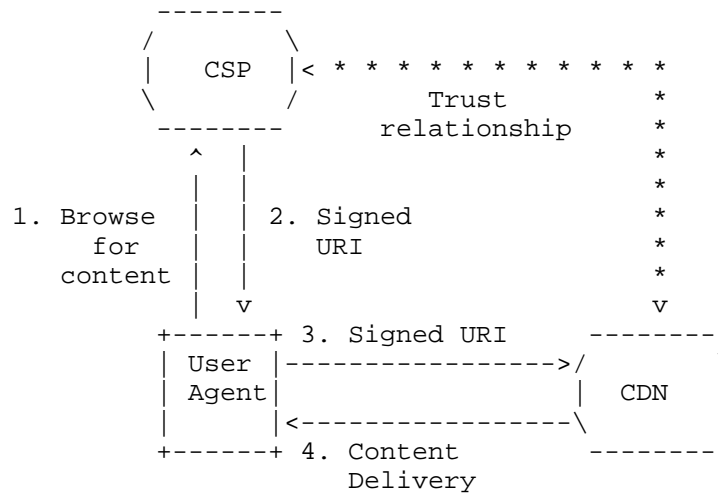 CSP
Trust
relationship
1. Browse
for
content
2. Signed
URI
3. Signed URI
User
Agent
CDN
4. Content
Delivery